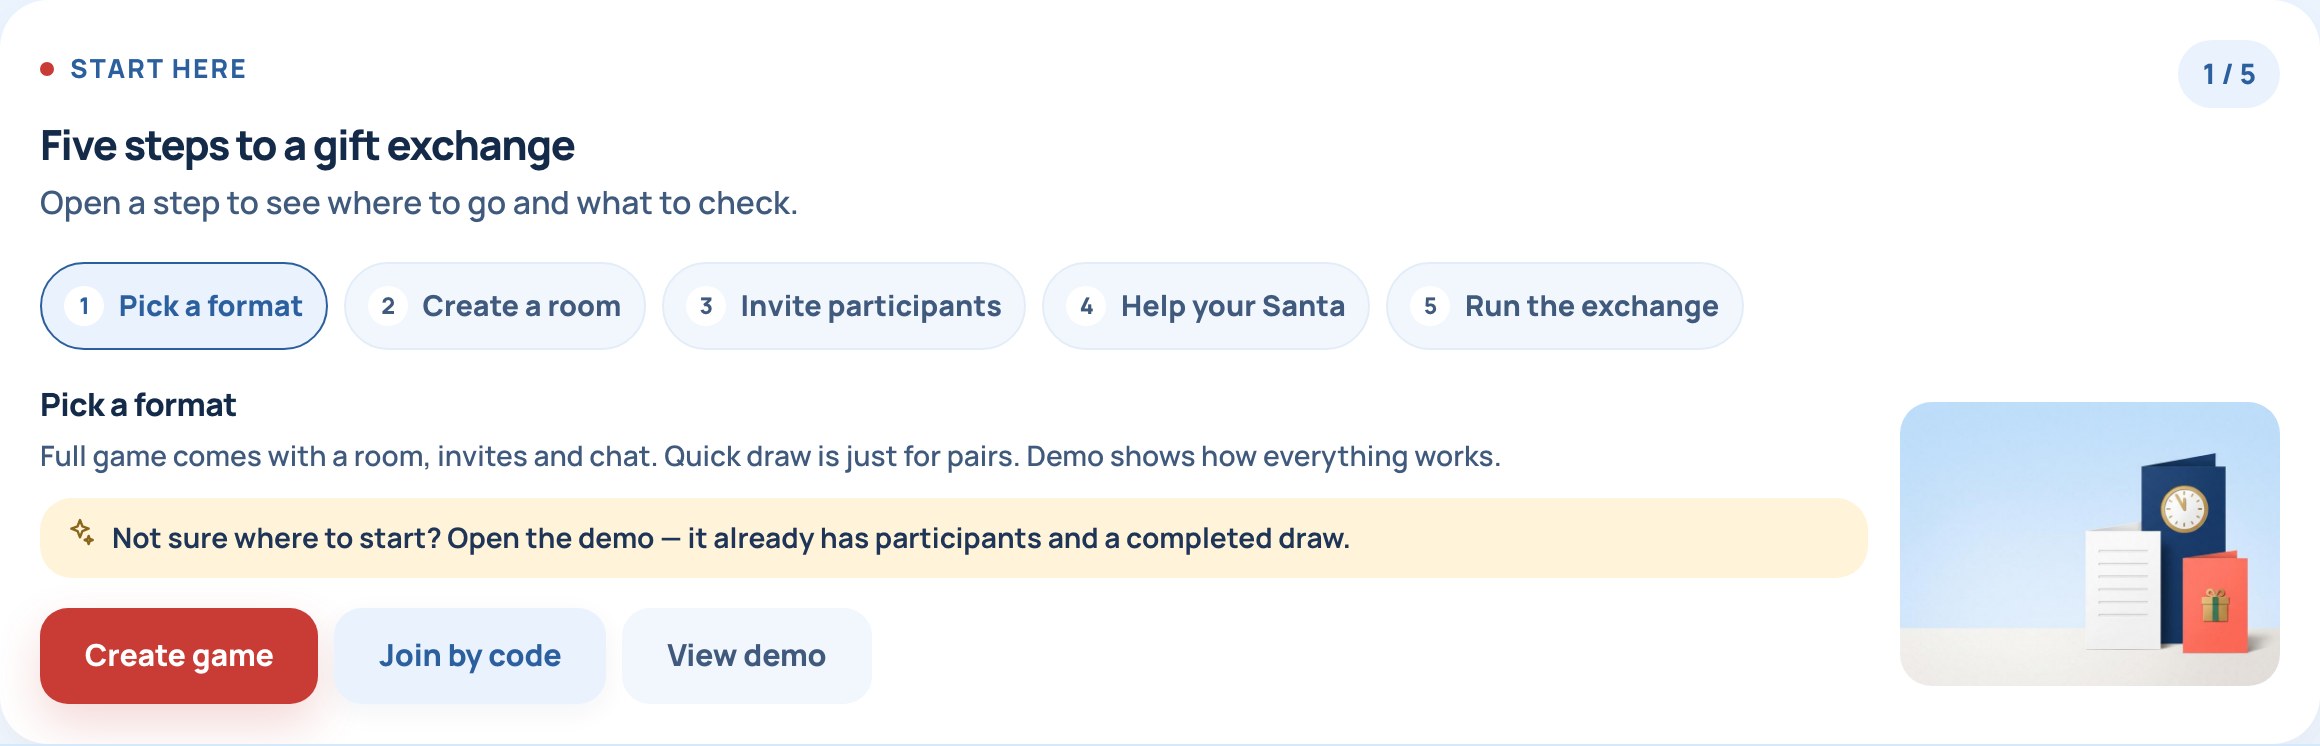 START HERE
1 / 5
Five steps to a gift exchange
Open a step to see where to go and what to check.
1 Pick a format
2 Create a room
3 Invite participants
4 Help your Santa
5 Run the exchange
Pick a format
Full game comes with a room, invites and chat. Quick draw is just for pairs. Demo shows how everything works.
Not sure where to start? Open the demo — it already has participants and a completed draw.
Create game
Join by code
View demo